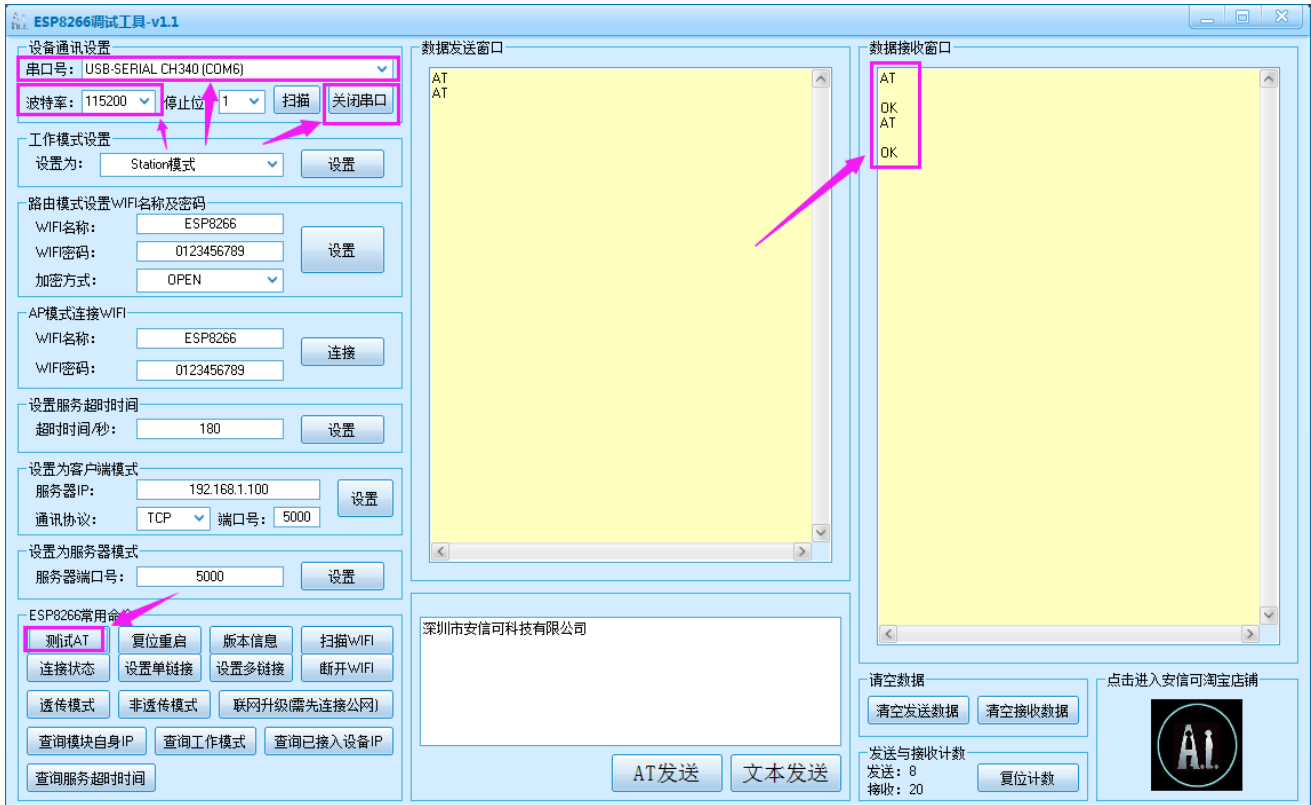 ESP8266调试工具-v1.1
设备通讯设置
串口号: USB-SERIAL CH340 (COM6)
波特率: 115200 停止位 1 扫描 关闭串口
工作模式设置
设置为: Station模式 设置
路由模式设置WIFI名称及密码
WIFI名称: ESP8266
WIFI密码: 0123456789 设置
加密方式: OPEN
AP模式连接WIFI
WIFI名称: ESP8266
WIFI密码: 0123456789 连接
设置服务超时时间
超时时间/秒: 180 设置
设置为客户端模式
服务器IP: 192.168.1.100 设置
通讯协议: TCP 端口号: 5000
设置为服务器模式
服务器端口号: 5000 设置
ESP8266常用命令
测试AT 复位重启 版本信息 扫描WIFI
连接状态 设置单链接 设置多链接 断开WIFI
透传模式 非透传模式 联网升级(需先连接公网)
查询模块自身IP 查询工作模式 查询已接入设备IP
查询服务超时时间
数据发送窗口
AT
AT
深圳市安信可科技有限公司
AT发送 文本发送
数据接收窗口
AT
OK
AT
OK
清空数据
清空发送数据 清空接收数据
发送与接收计数
发送: 8
接收: 20 复位计数
点击进入安信可淘宝店铺
A.i.